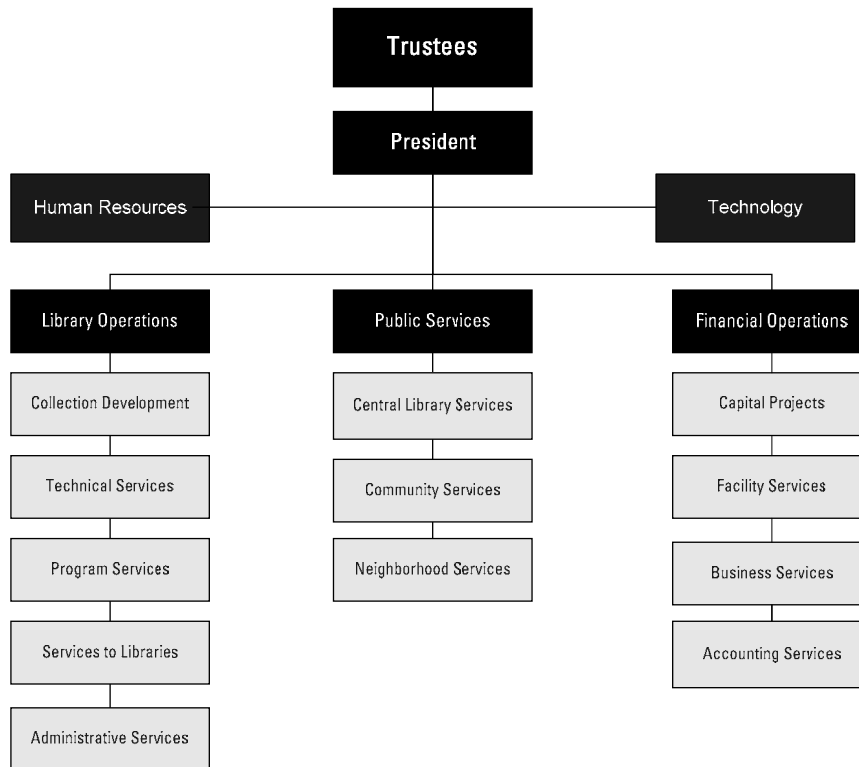 Trustees
President
Human Resources
Technology
Library Operations
Public Services
Financial Operations
Collection Development
Central Library Services
Capital Projects
Technical Services
Community Services
Facility Services
Program Services
Neighborhood Services
Business Services
Services to Libraries
Accounting Services
Administrative Services